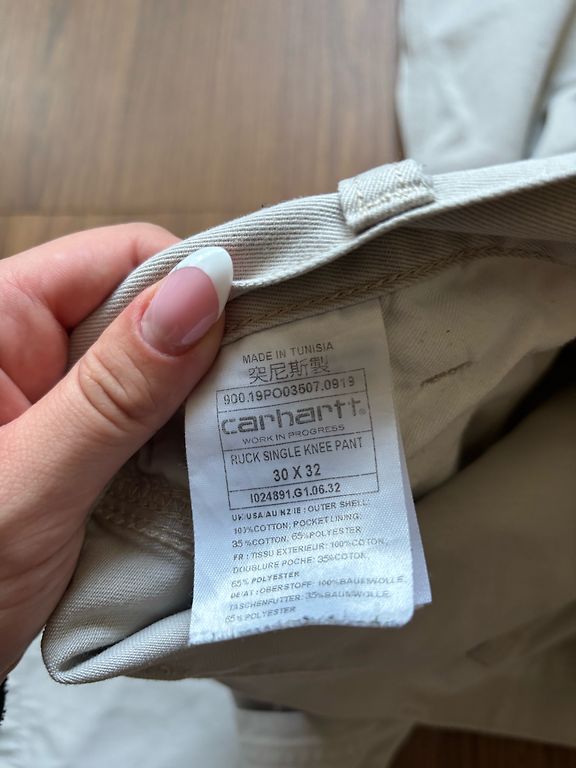 MADE IN TUNISIA
突尼斯製
900.19PO03507.0919
carhartt.
WORK IN PROGRESS
RUCK SINGLE KNEE PANT
30 X 32
I024891.G1.06.32
UK USA/AU NZ IE : OUTER SHELL:
100%COTTON; POCKET LINING:
35%COTTON, 65%POLYESTER
FR : TISSU EXTERIEUR: 100%COTON,
DOUBLURE POCHE: 35%COTON,
65% POLYESTER
DE/AT : OBERSTOFF: 100%BAUMWOLLE
TASCHENFUTTER: 35%BAUMWOLLE
65% POLYESTER